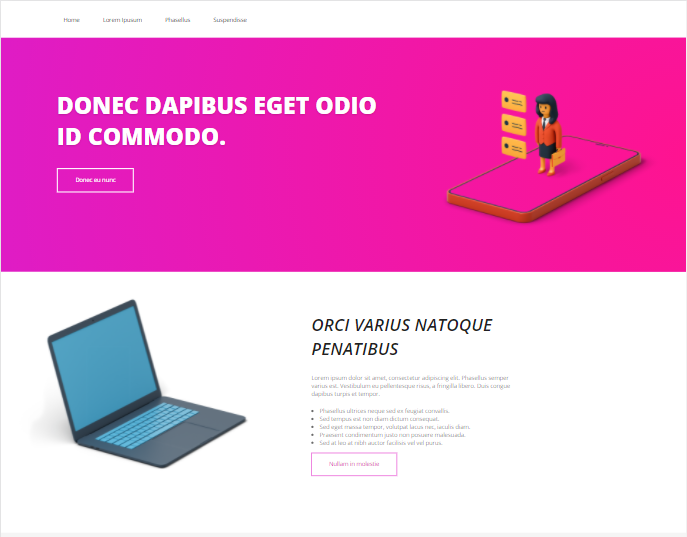 Home Lorem Ipsum Phasellus Suspendisse
DONEC DAPIBUS EGET ODIO
ID COMMODO.
Donec eu nunc
ORCI VARIUS NATOQUE
PENATIBUS
Lorem ipsum dolor sit amet, consectetur adipiscing elit. Phasellus semper
varius est. Vestibulum eu pellentesque risus, a fringilla libero. Duis congue
dapibus turpis et tempor.
Phasellus ultrices neque sed ex feugiat convallis.
Sed tempus est non diam dictum consequat.
Sed eget massa tempor, volutpat lacus nec, iaculis diam.
Praesent condimentum justo non posuere malesuada.
Sed at leo at nibh auctor facilisis vel vel purus.
Nullam in molestie